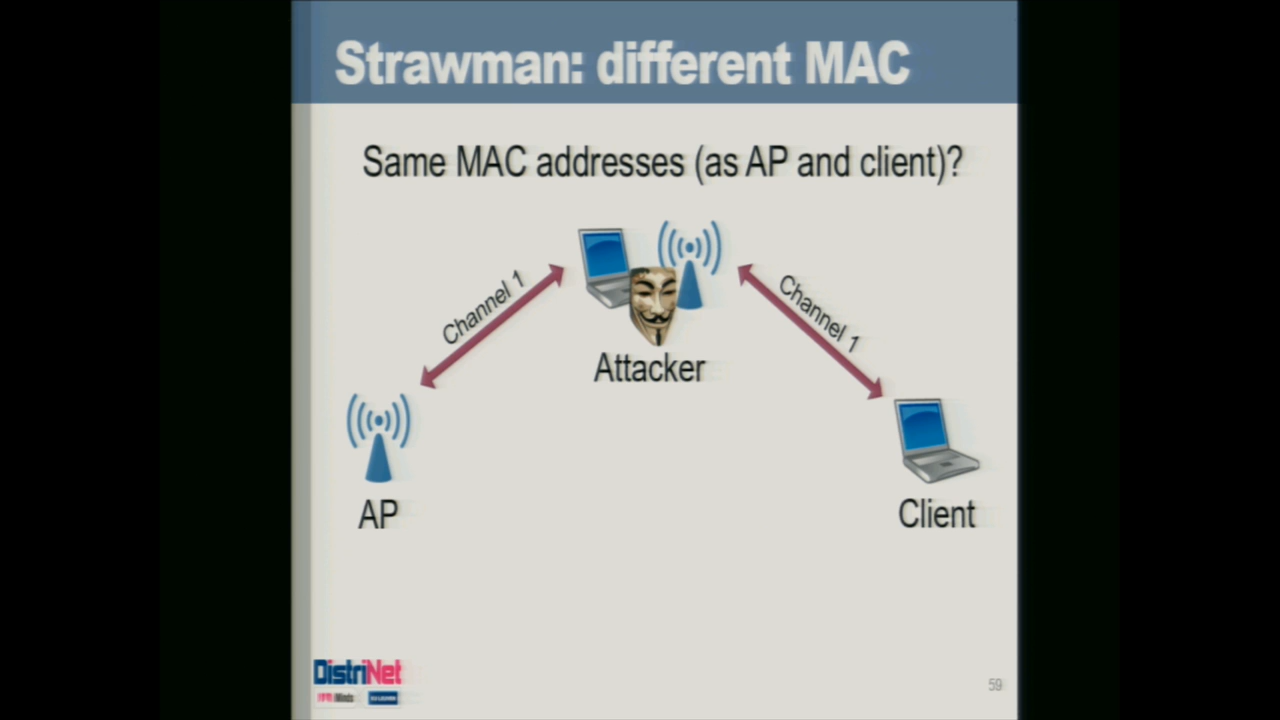 Strawman: different MAC
Same MAC addresses (as AP and client)?
Channel 1
Channel 1
Attacker
AP
Client
DistriNet
59